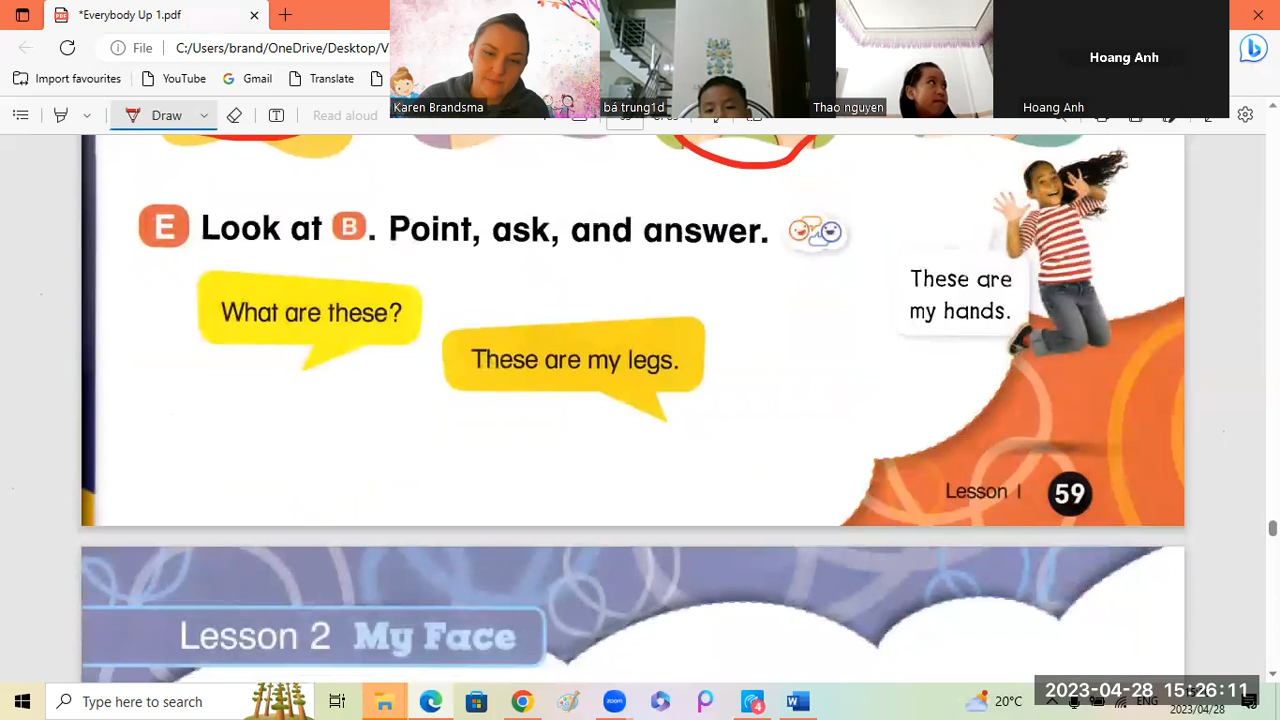 *Everybody Up 1.pdf
File
C:/Users/brand/OneDrive/Desktop/V
Import favourites
YouTube
Gmail
Translate
Draw
Read aloud
Karen Brandsma
bá trung1d
Thao nguyen
Hoang Anh
Hoang Anh
E Look at B. Point, ask, and answer.
What are these?
These are my legs.
These are
my hands.
Lesson 1 59
Lesson 2 My Face
Type here to search
4
20°C
ENG
2023-04-28 15:26:11
2023/04/28